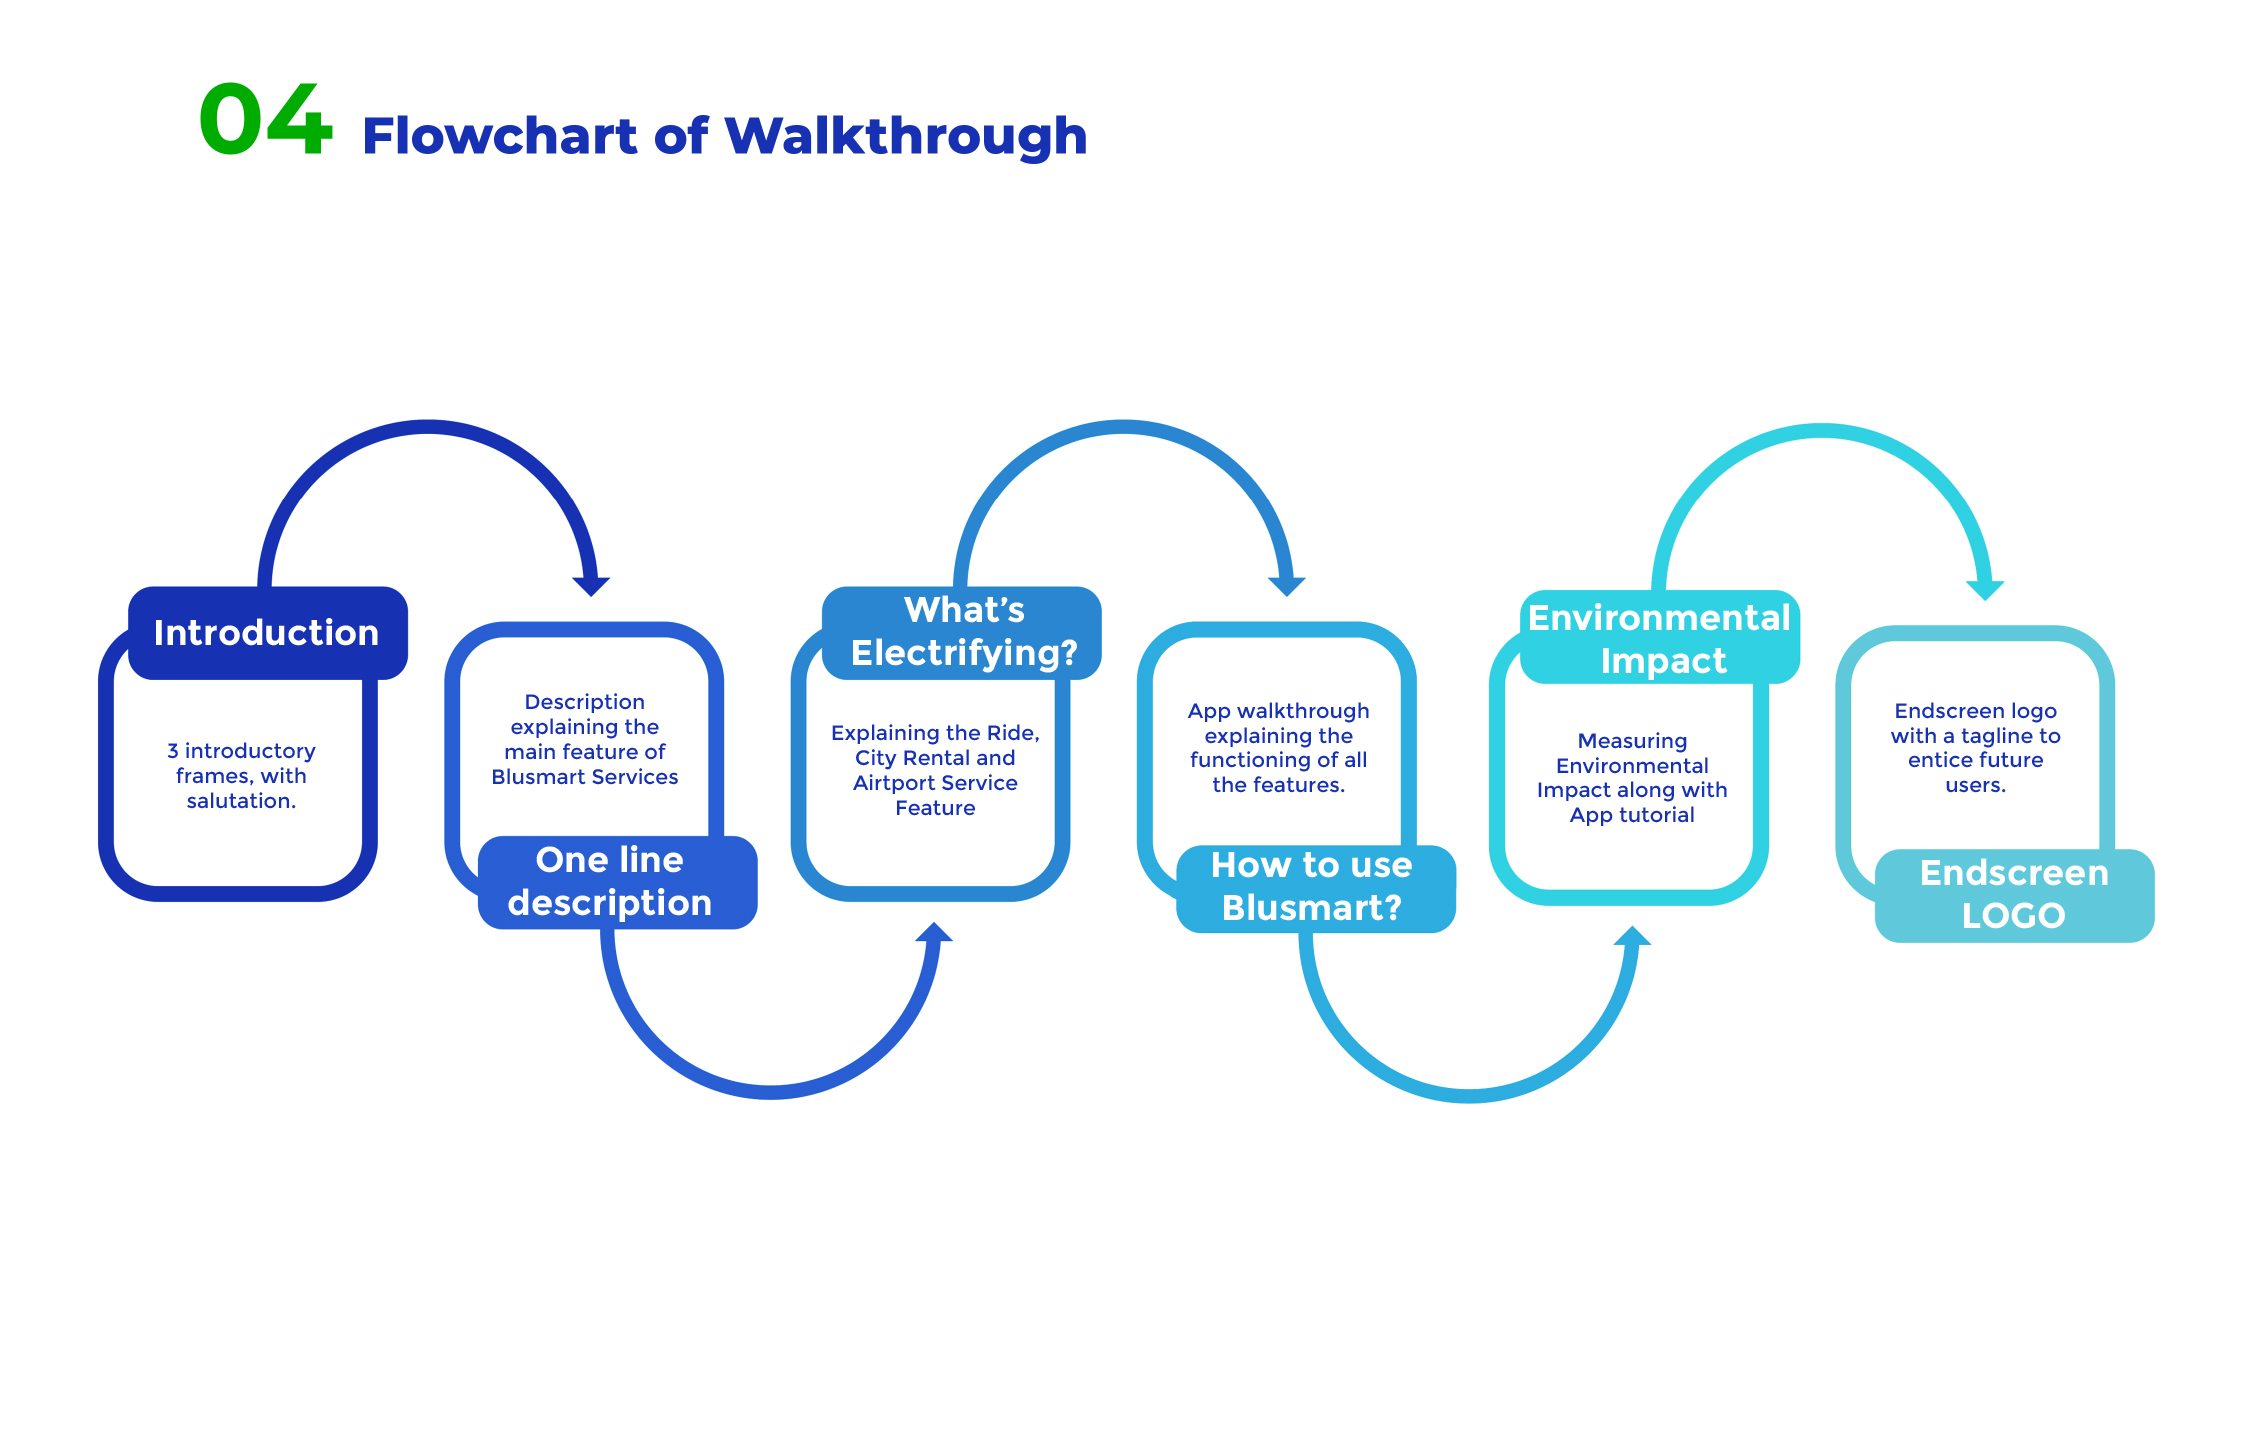 04 Flowchart of Walkthrough
Introduction
3 introductory
frames, with
salutation.
Description
explaining the
main feature of
Blusmart Services
One line
description
What's
Electrifying?
Explaining the Ride,
City Rental and
Airtport Service
Feature
App walkthrough
explaining the
functioning of all
the features.
How to use
Blusmart?
Environmental
Impact
Measuring
Environmental
Impact along with
App tutorial
Endscreen logo
with a tagline to
entice future
users.
Endscreen
LOGO